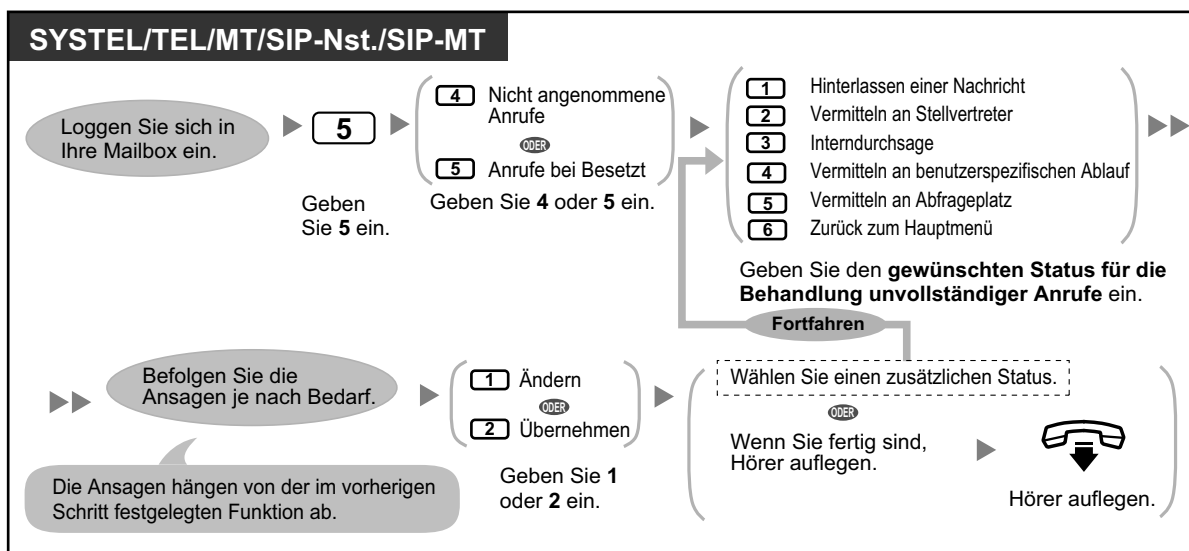 SYSTEL/TEL/MT/SIP-Nst./SIP-MT
Loggen Sie sich in
Ihre Mailbox ein.
5
Geben
Sie 5 ein.
4 Nicht angenommene
Anrufe
ODER
5 Anrufe bei Besetzt
Geben Sie 4 oder 5 ein.
1 Hinterlassen einer Nachricht
2 Vermitteln an Stellvertreter
3 Interndurchsage
4 Vermitteln an benutzerspezifischen Ablauf
5 Vermitteln an Abfrageplatz
6 Zurück zum Hauptmenü
Geben Sie den gewünschten Status für die
Behandlung unvollständiger Anrufe ein.
Fortfahren
Befolgen Sie die
Ansagen je nach Bedarf.
Die Ansagen hängen von der im vorherigen
Schritt festgelegten Funktion ab.
1 Ändern
ODER
2 Übernehmen
Geben Sie 1
oder 2 ein.
Wählen Sie einen zusätzlichen Status.
ODER
Wenn Sie fertig sind,
Hörer auflegen.
Hörer auflegen.